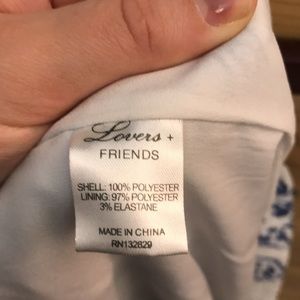 Lovers +
FRIENDS
SHELL: 100% POLYESTER
LINING: 97% POLYESTER
3% ELASTANE
MADE IN CHINA
RN132829